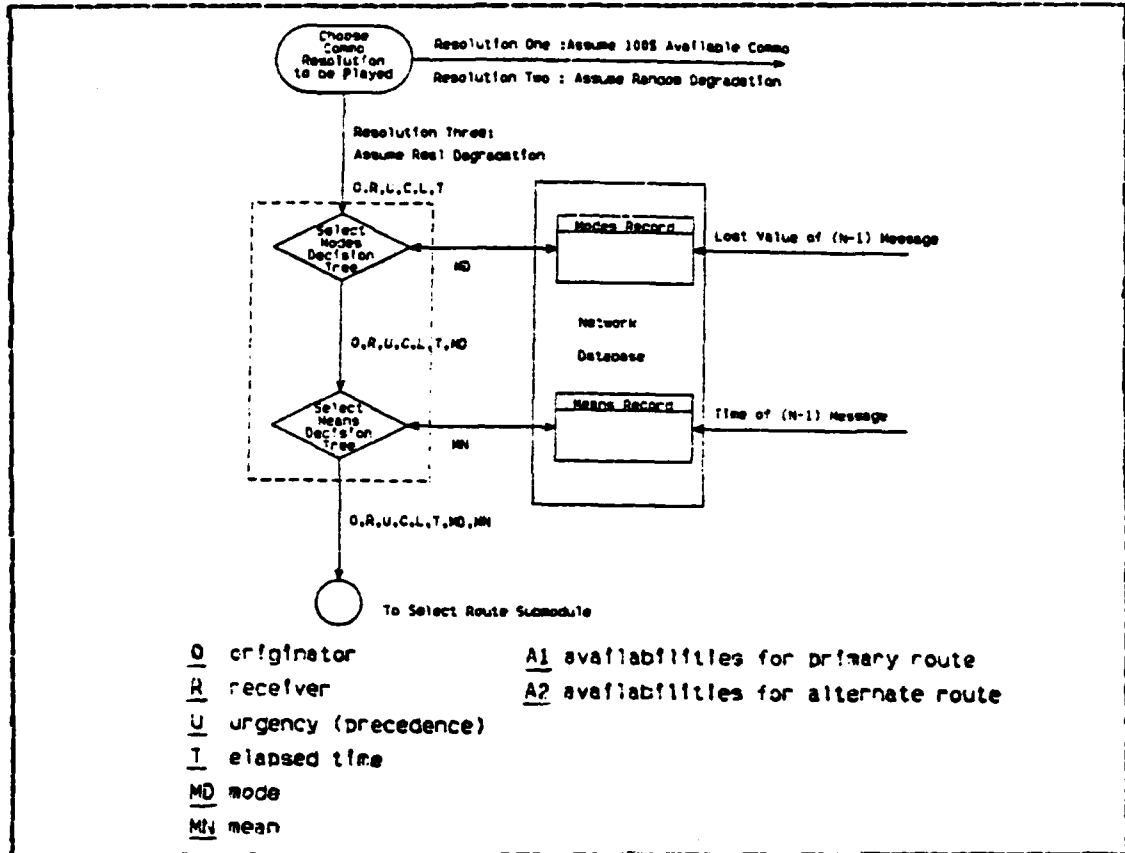 Choose
Commo
Resolution
to be Played
Resolution One :Assume 100% Available Commo
Resolution Two : Assume Random Degradation
Resolution Three:
Assume Real Degradation
O,R,U,C,L,T
Select
Modes
Decision
Tree
MD
Modes Record
Lost Value of (N-1) Message
Network
Database
O,R,U,C,L,T,MD
Select
Means
Decision
Tree
MN
Means Record
Time of (N-1) Message
O,R,U,C,L,T,MD,MN
To Select Route Submodule
O originator
R receiver
U urgency (precedence)
T elapsed time
MD mode
MN mean
A1 availabilities for primary route
A2 availabilities for alternate route